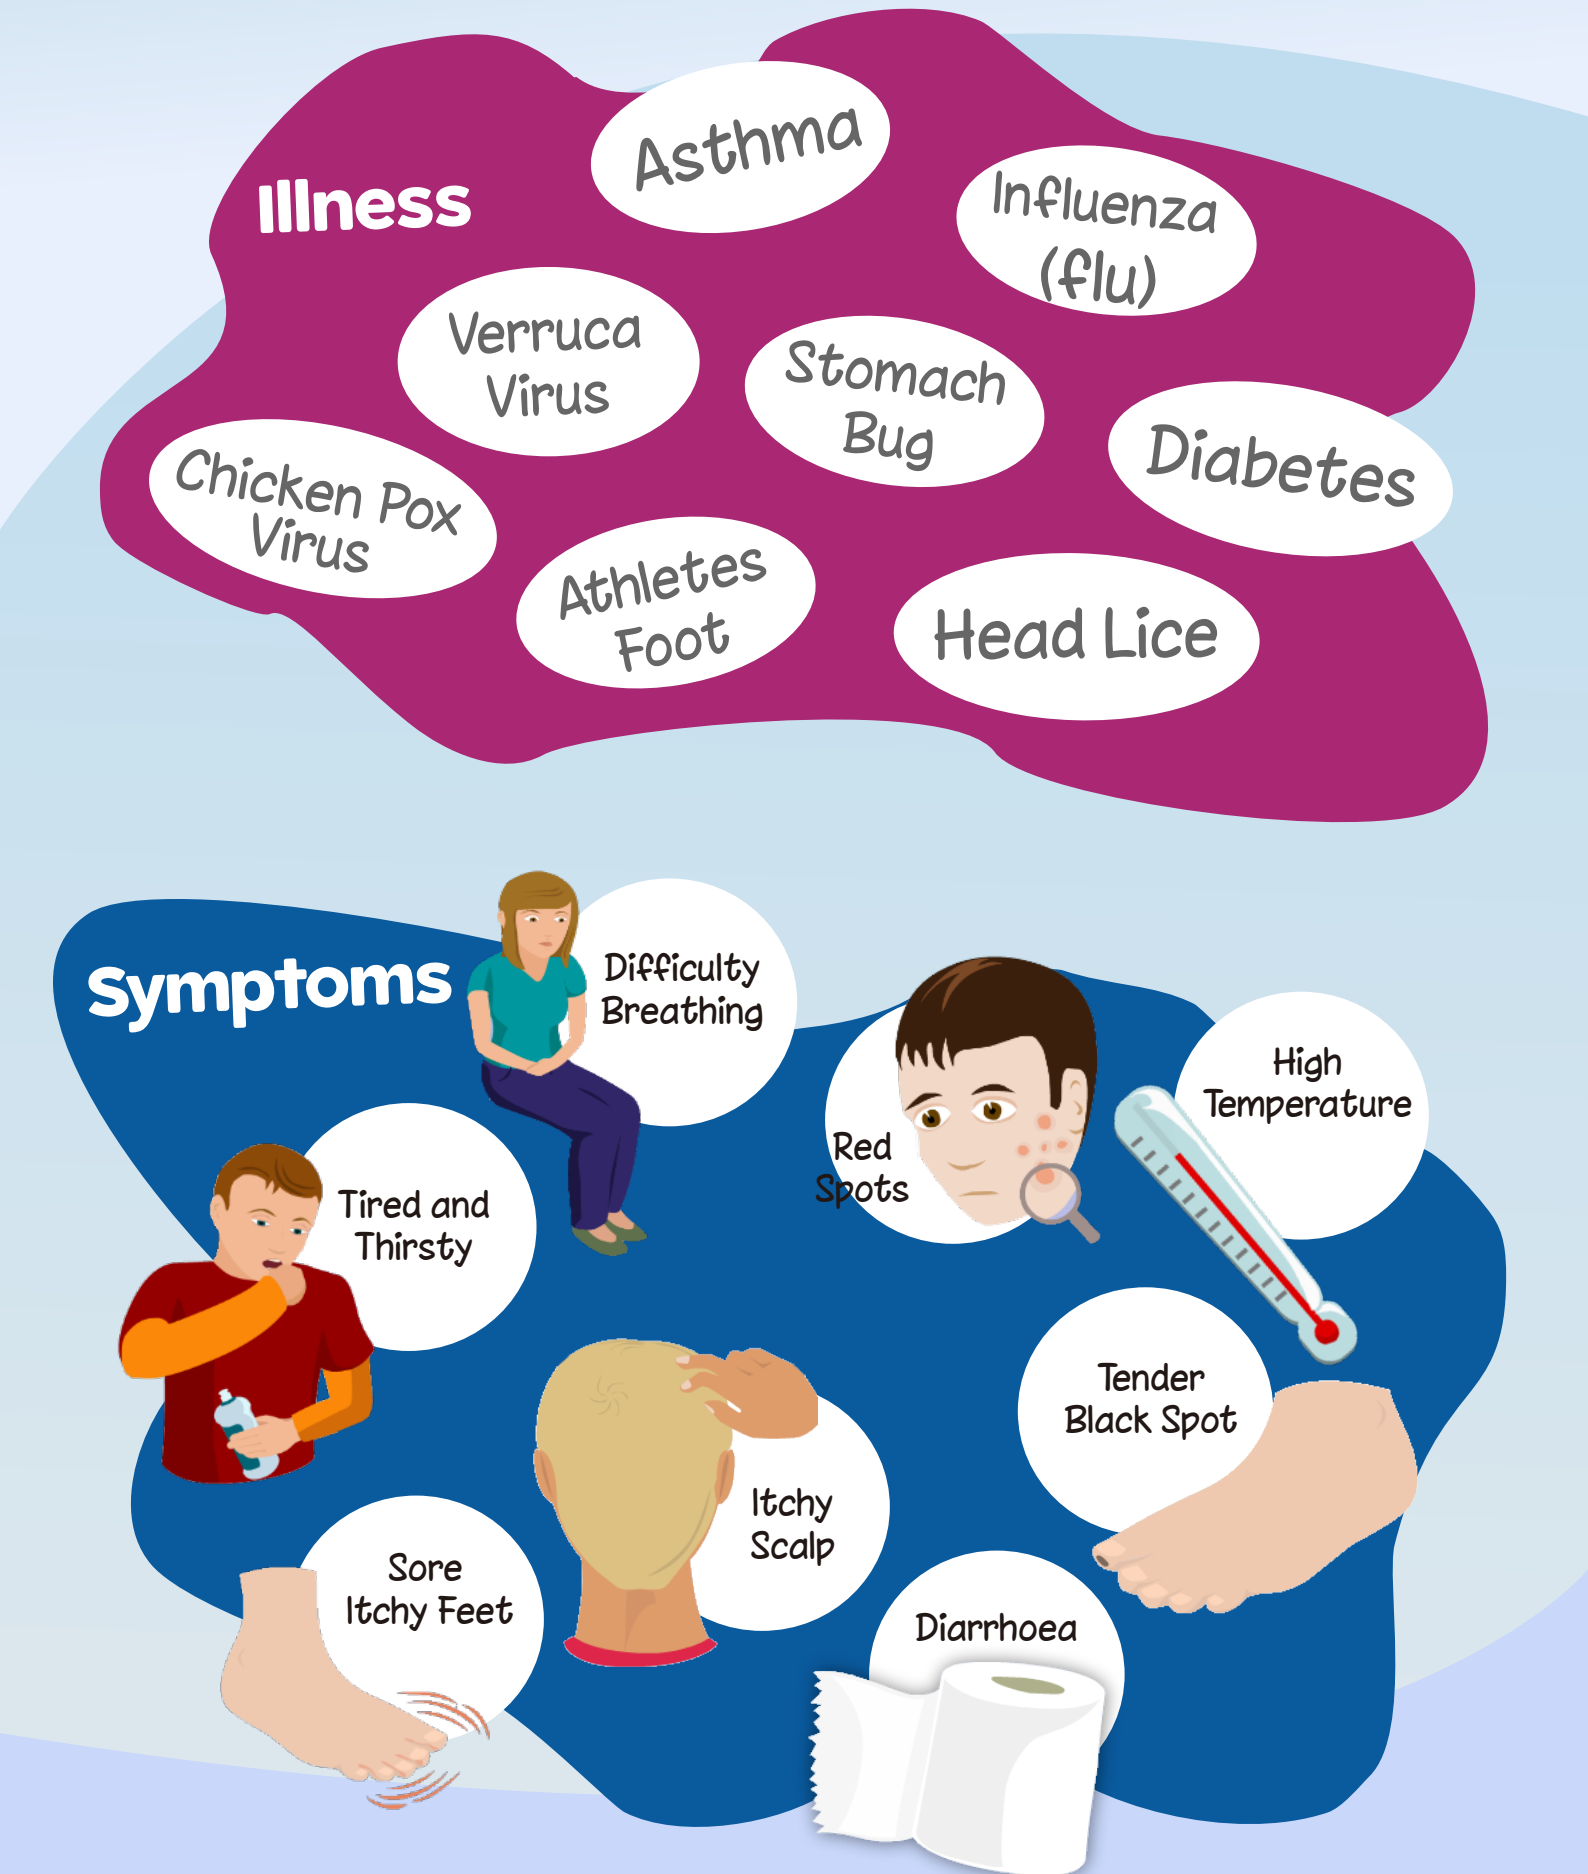 Illness
Asthma
Influenza
(flu)
Verruca
Virus
Stomach
Bug
Diabetes
Chicken Pox
Virus
Athletes
Foot
Head Lice
Symptoms
Difficulty
Breathing
Red
Spots
High
Temperature
Tired and
Thirsty
Tender
Black Spot
Itchy
Scalp
Sore
Itchy Feet
Diarrhoea